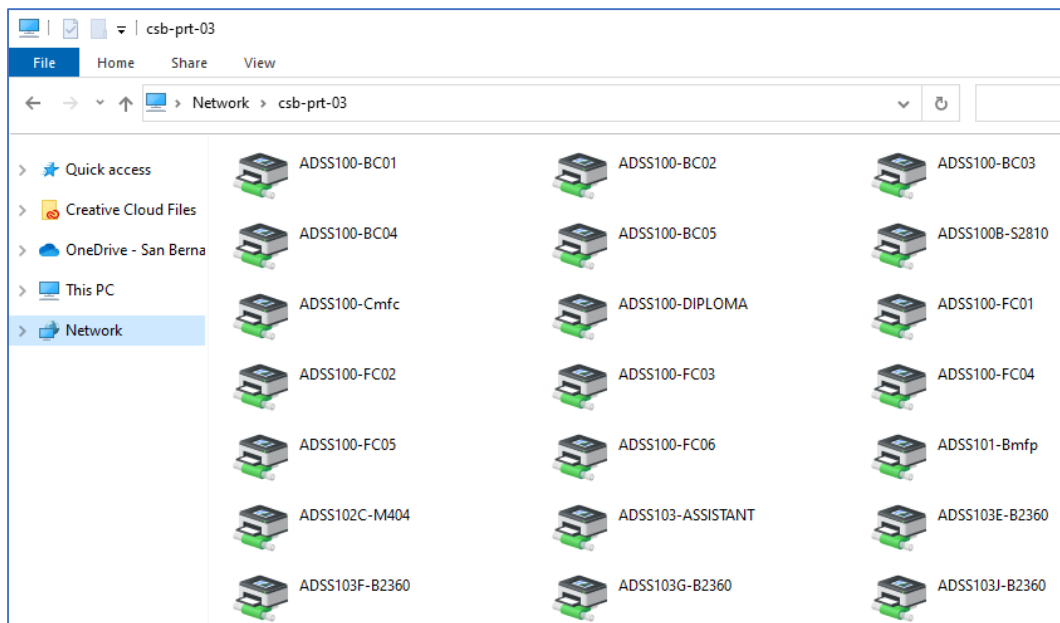 csb-prt-03
File Home Share View
Network > csb-prt-03
Quick access
Creative Cloud Files
OneDrive - San Berna
This PC
Network
ADSS100-BC01 ADSS100-BC02 ADSS100-BC03
ADSS100-BC04 ADSS100-BC05 ADSS100B-S2810
ADSS100-Cmfc ADSS100-DIPLOMA ADSS100-FC01
ADSS100-FC02 ADSS100-FC03 ADSS100-FC04
ADSS100-FC05 ADSS100-FC06 ADSS101-Bmfp
ADSS102C-M404 ADSS103-ASSISTANT ADSS103E-B2360
ADSS103F-B2360 ADSS103G-B2360 ADSS103J-B2360